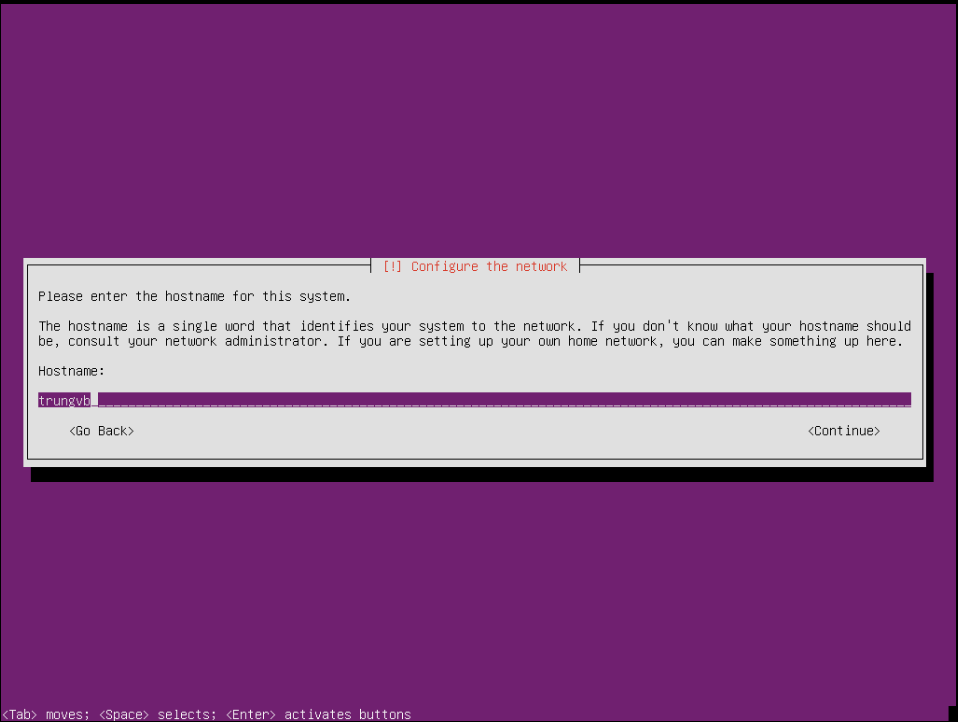 [!] Configure the network
Please enter the hostname for this system.
The hostname is a single word that identifies your system to the network. If you don't know what your hostname should
be, consult your network administrator. If you are setting up your own home network, you can make something up here.
Hostname:
trungvb
<Go Back> <Continue>
<Tab> moves; <Space> selects; <Enter> activates buttons